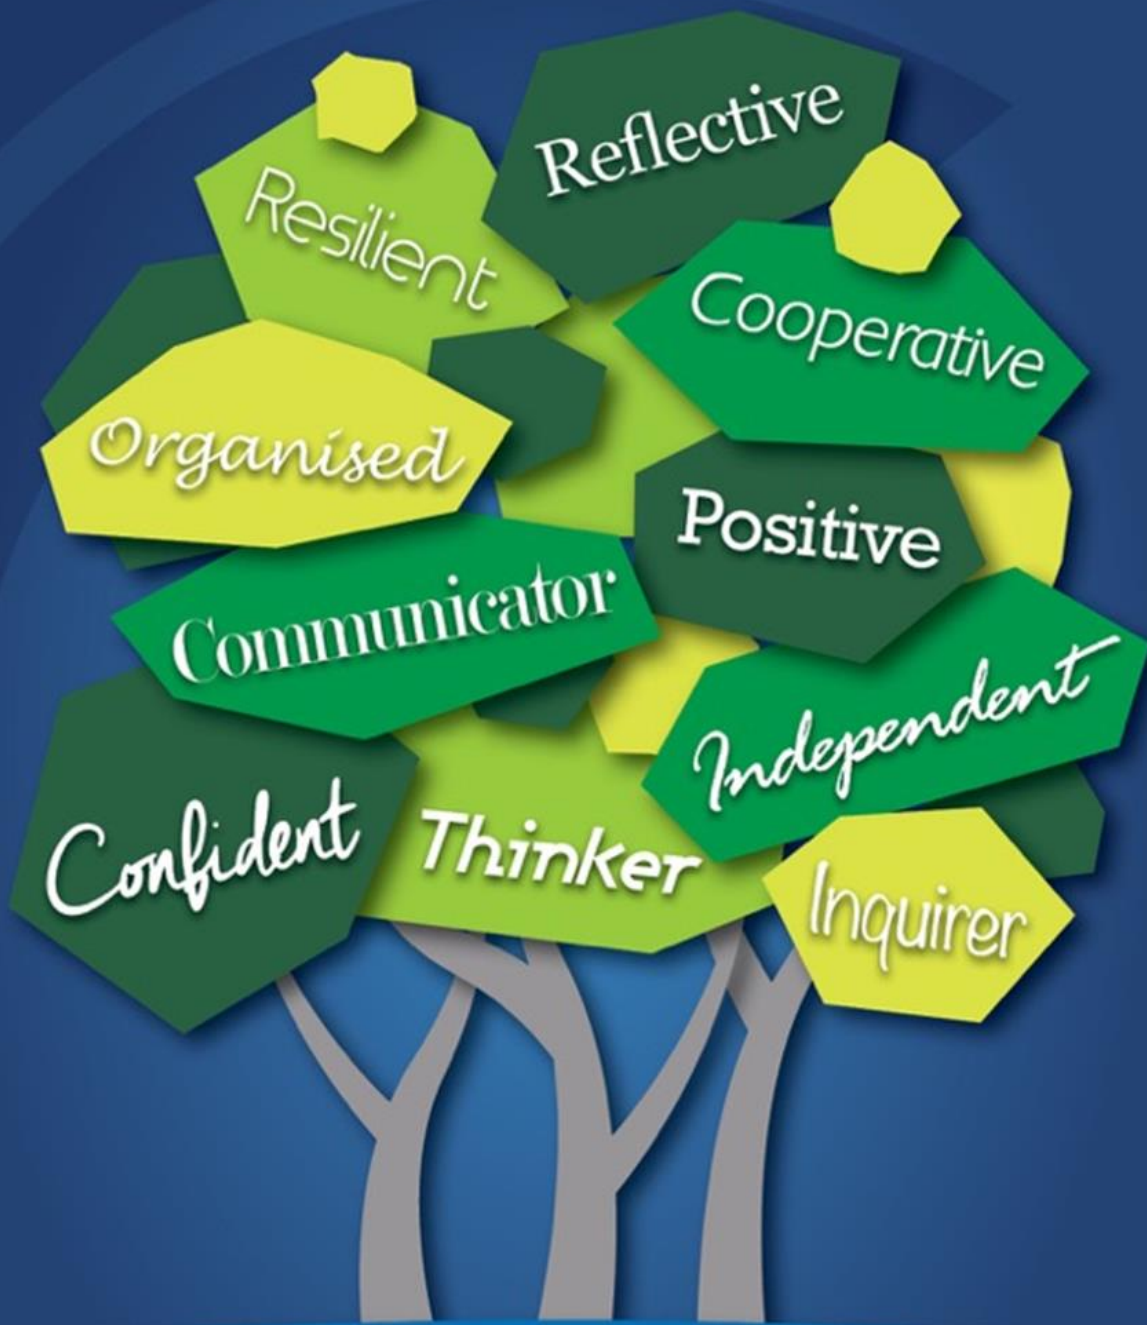 Reflective
Resilient
Cooperative
Organised
Positive
Communicator
Independent
Confident
Thinker
Inquirer